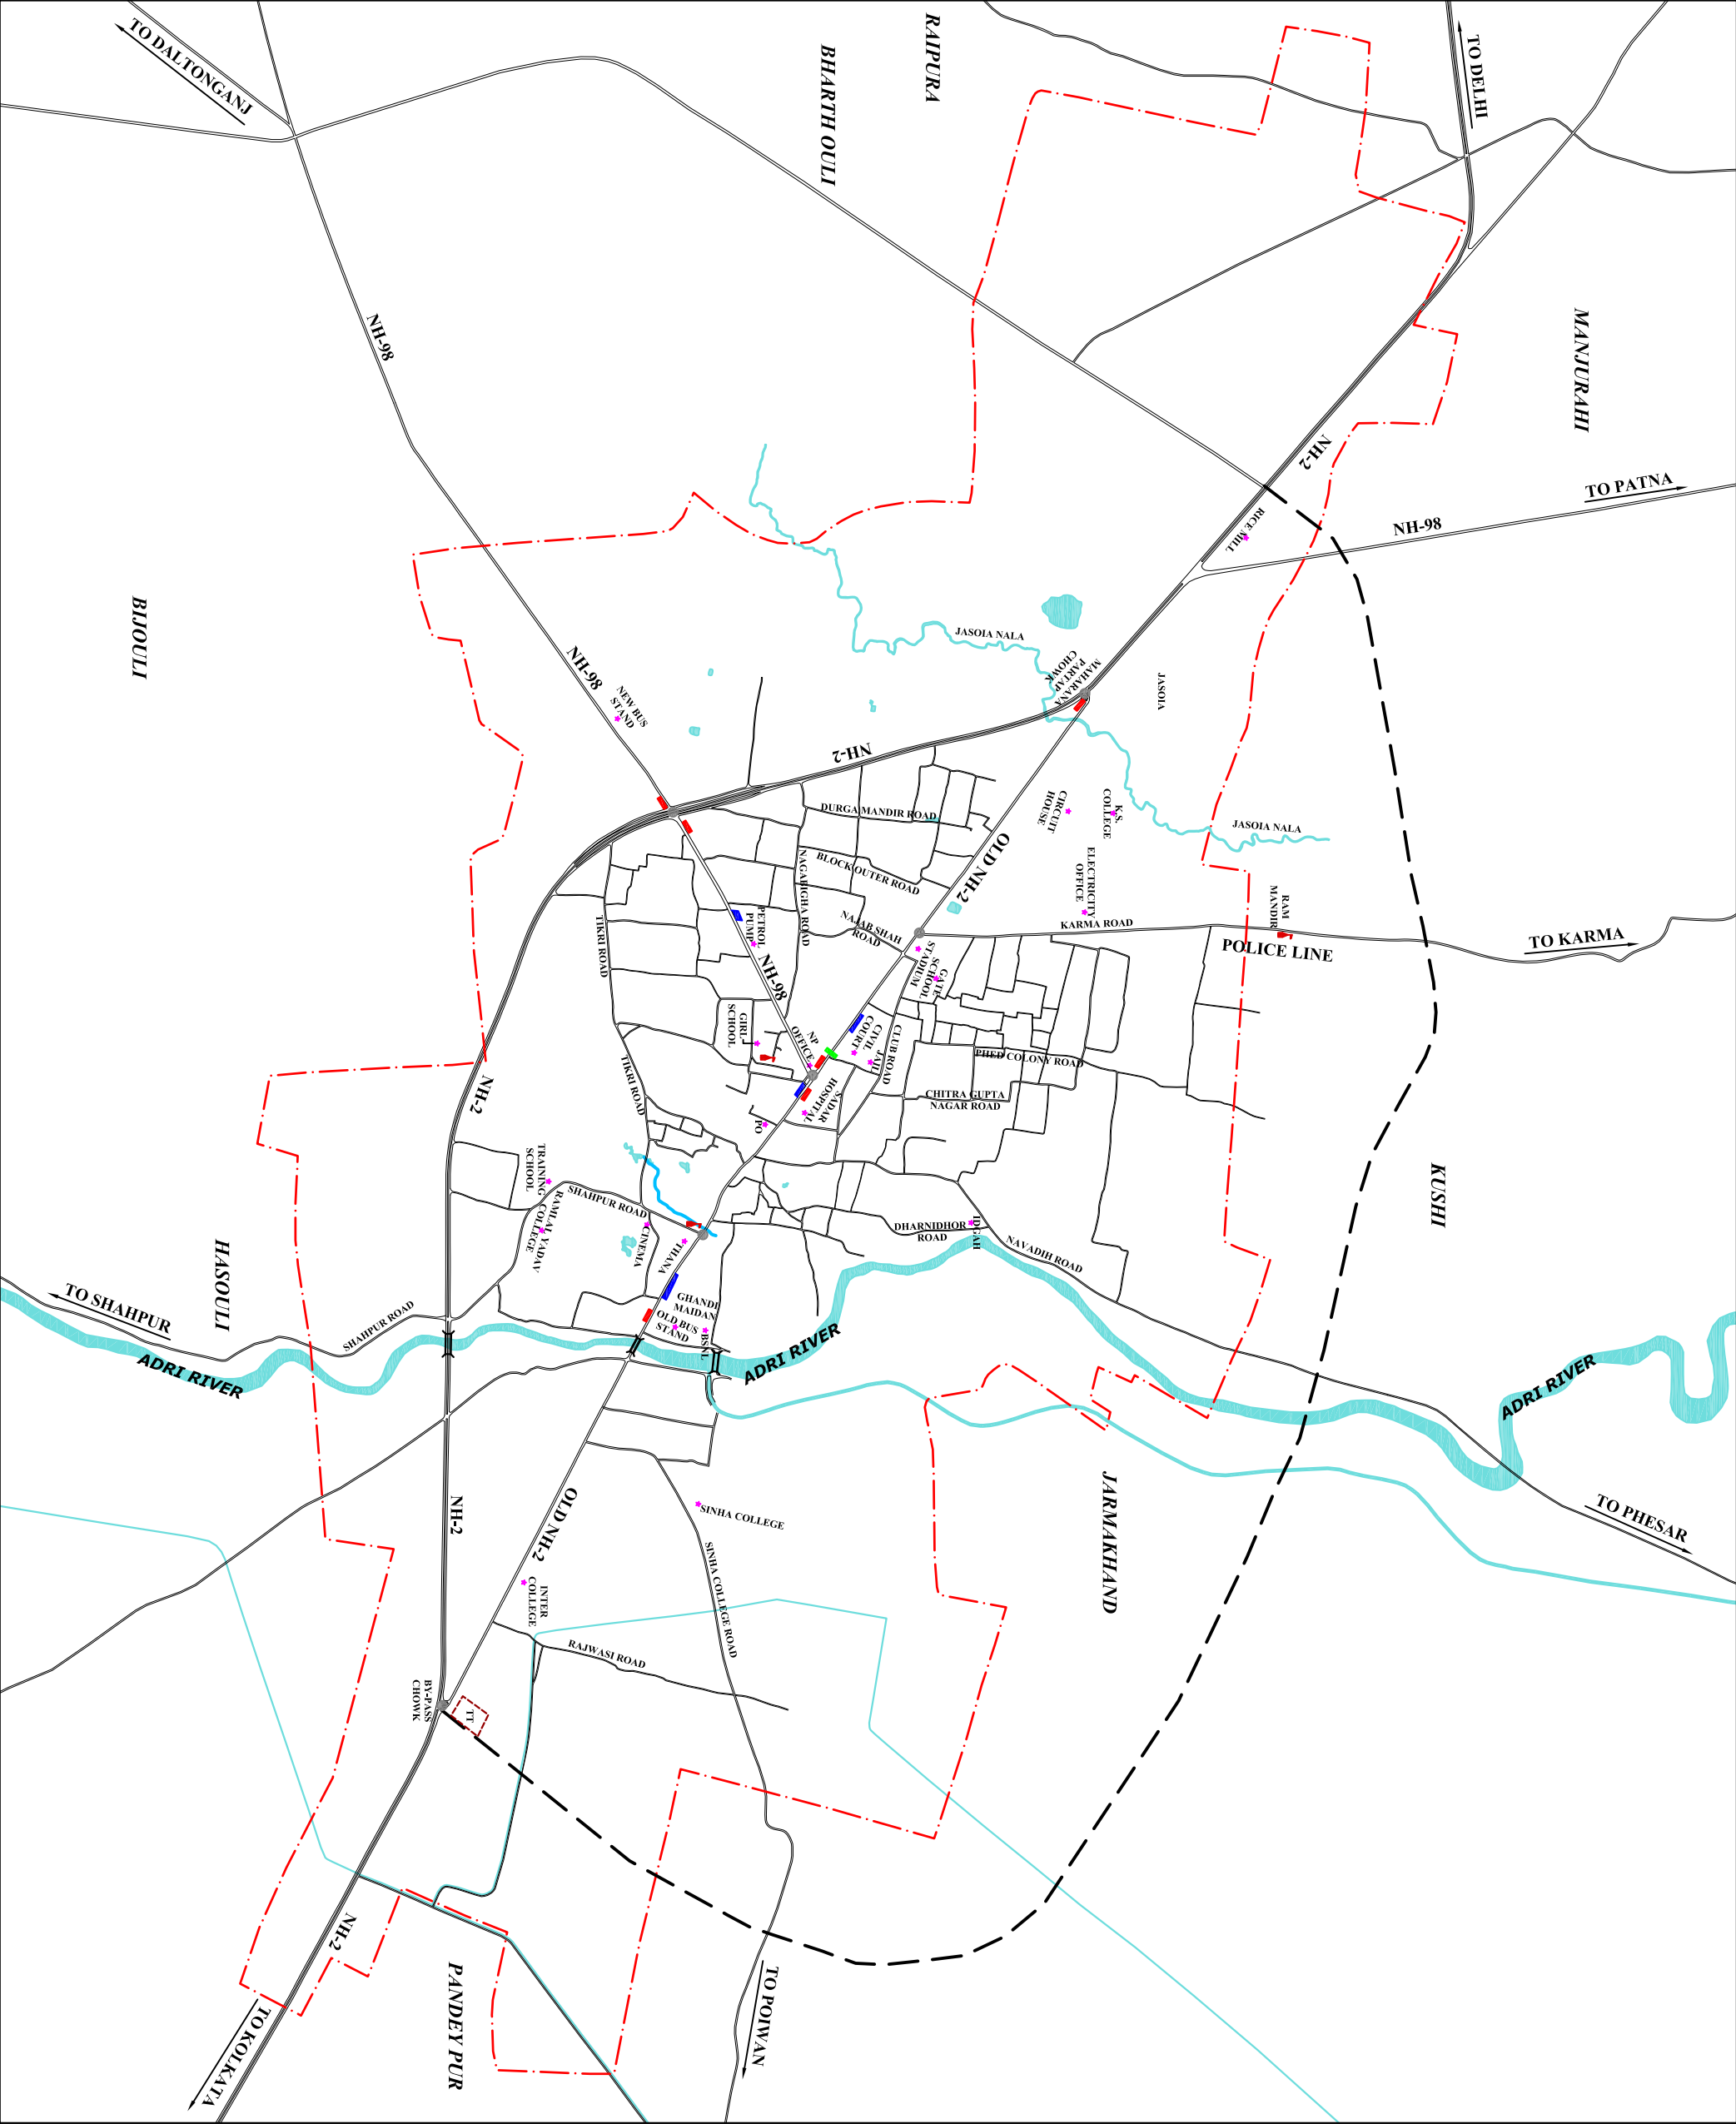 TO DALTONGANJ
RAIPURA
BHARTH OULI
TO DELHI
MANJURAHI
NH-98
NH-2
TO PATNA
NH-98
RICE MILL
BIJOULI
JASOIA NALA
NH-98
NEW BUS
STAND
MAHARANA
PARTAP
CHOWK
JASOIA
NH-2
DURGA MANDIR ROAD
CIRCUIT
HOUSE
K.S.
COLLEGE
JASOIA NALA
BLOCK OUTER ROAD
OLD NH-2
ELECTRICITY
OFFICE
NAGARIGHA ROAD
RAM
MANDIR
KARMA ROAD
POLICE LINE
TO KARMA
NAJAB SHAH
ROAD
PETROL
PUMP
TIKRI ROAD
STADIUM
GATE
SCHOOL
NH-98
GIRL
SCHOOL
NP
OFFICE
CIVIL
COURT
JAIL
CLUB ROAD
PHED COLONY ROAD
NH-2
TIKRI ROAD
SADAR
HOSPITAL
CHITRA GUPTA
NAGAR ROAD
PO
TRAINING
SCHOOL
SHAHPUR ROAD
RAMLAL YADAV
COLLEGE
CINEMA
THANA
DHARNIDHOR
ROAD
IDGAH
NAVADIH ROAD
KUSHI
HASOULI
TO SHAHPUR
SHAHPUR ROAD
GHANDI
MAIDAN
OLD BUS
STAND
BSNL
ADRI RIVER
ADRI RIVER
ADRI RIVER
NH-2
OLD NH-2
SINHA COLLEGE
JARMAKHAND
TO PHESAR
SINHA COLLEGE ROAD
INTER
COLLEGE
RAJWASI ROAD
BY-PASS
CHOWK
TT
NH-2
PANDEY PUR
TO POIWAN
TO KOLKATA